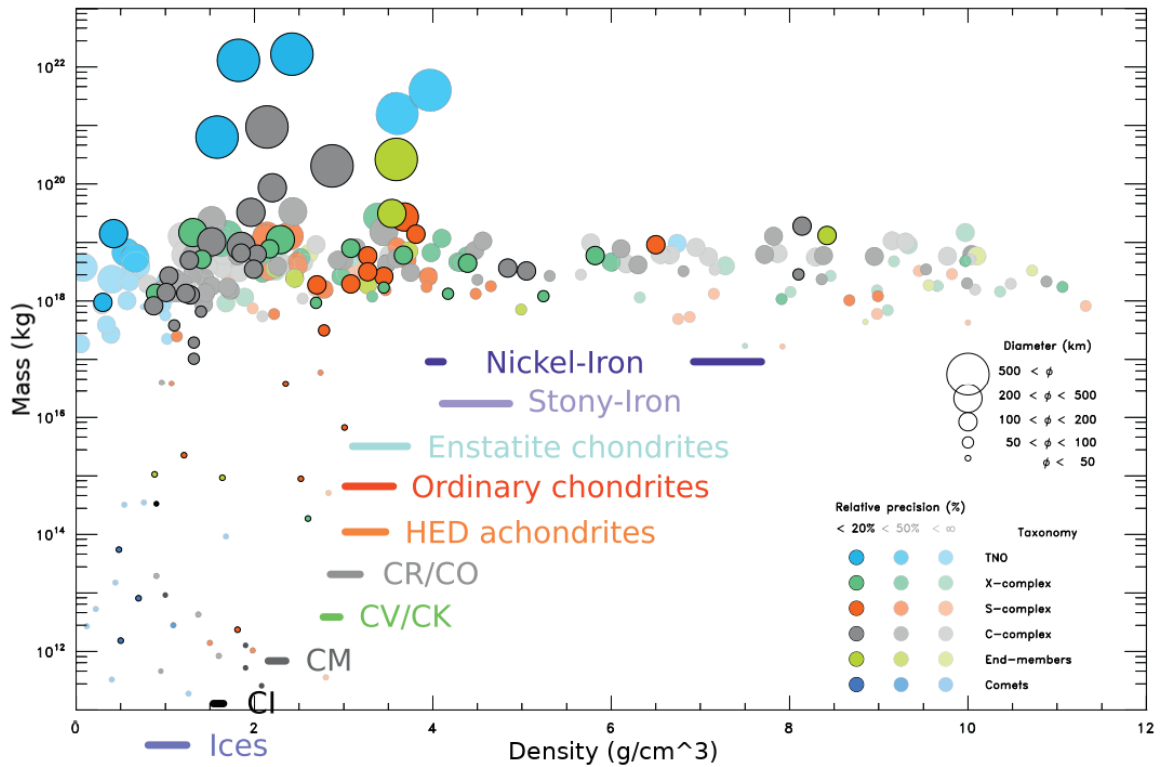 10^22
10^20
10^18
10^16
10^14
10^12
Mass (kg)
Nickel-Iron
Stony-Iron
Enstatite chondrites
Ordinary chondrites
HED achondrites
CR/CO
CV/CK
CM
CI
Ices
Diameter (km)
500 < ϕ
200 < ϕ < 500
100 < ϕ < 200
50 < ϕ < 100
ϕ < 50
Relative precision (%)
< 20% < 50% < ∞
Taxonomy
TNO
X-complex
S-complex
C-complex
End-members
Comets
0 2 4 6 8 10 12
Density (g/cm^3)